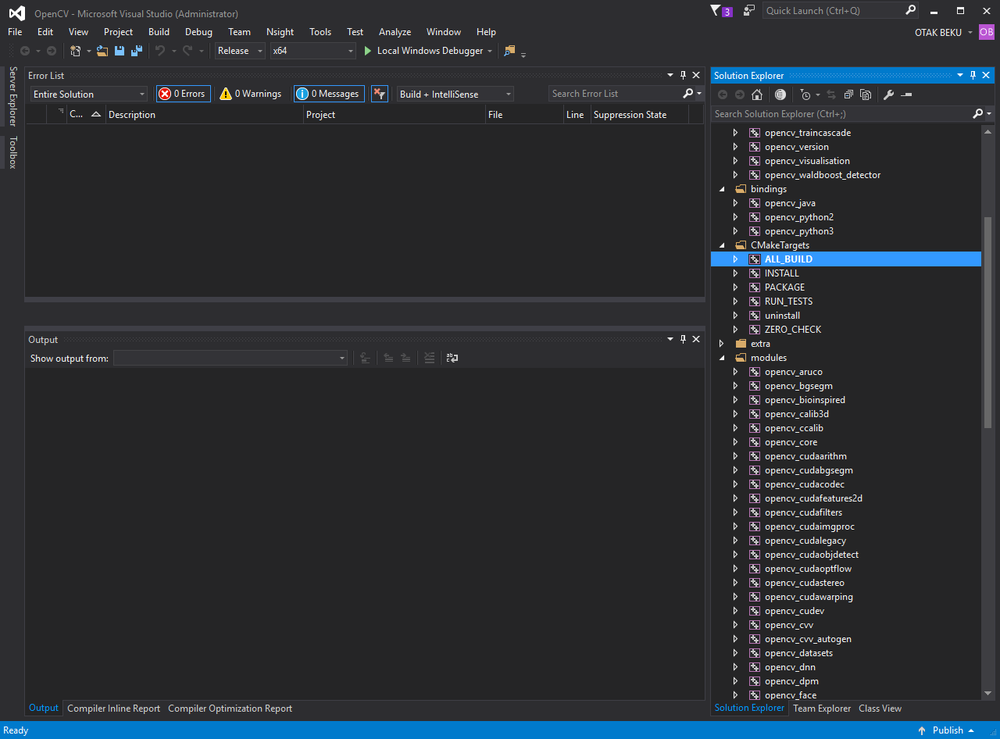 OpenCV - Microsoft Visual Studio (Administrator)
3
Quick Launch (Ctrl+Q)
File Edit View Project Build Debug Team Nsight Tools Test Analyze Window Help
OTAK BEKU OB
Release x64 Local Windows Debugger
Server Explorer
Toolbox
Error List
Entire Solution 0 Errors 0 Warnings 0 Messages Build + IntelliSense Search Error List
C... Description Project File Line Suppression State
Output
Show output from:
Output Compiler Inline Report Compiler Optimization Report
Solution Explorer
Search Solution Explorer (Ctrl+;)
opencv_traincascade
opencv_version
opencv_visualisation
opencv_waldboost_detector
bindings
opencv_java
opencv_python2
opencv_python3
CMakeTargets
ALL_BUILD
INSTALL
PACKAGE
RUN_TESTS
uninstall
ZERO_CHECK
extra
modules
opencv_aruco
opencv_bgsegm
opencv_bioinspired
opencv_calib3d
opencv_ccalib
opencv_core
opencv_cudaarithm
opencv_cudabgsegm
opencv_cudacodec
opencv_cudafeatures2d
opencv_cudafilters
opencv_cudaimgproc
opencv_cudalegacy
opencv_cudaobjdetect
opencv_cudaoptflow
opencv_cudastereo
opencv_cudawarping
opencv_cudev
opencv_cvv
opencv_cvv_autogen
opencv_datasets
opencv_dnn
opencv_dpm
opencv_face
Solution Explorer Team Explorer Class View
Ready
Publish